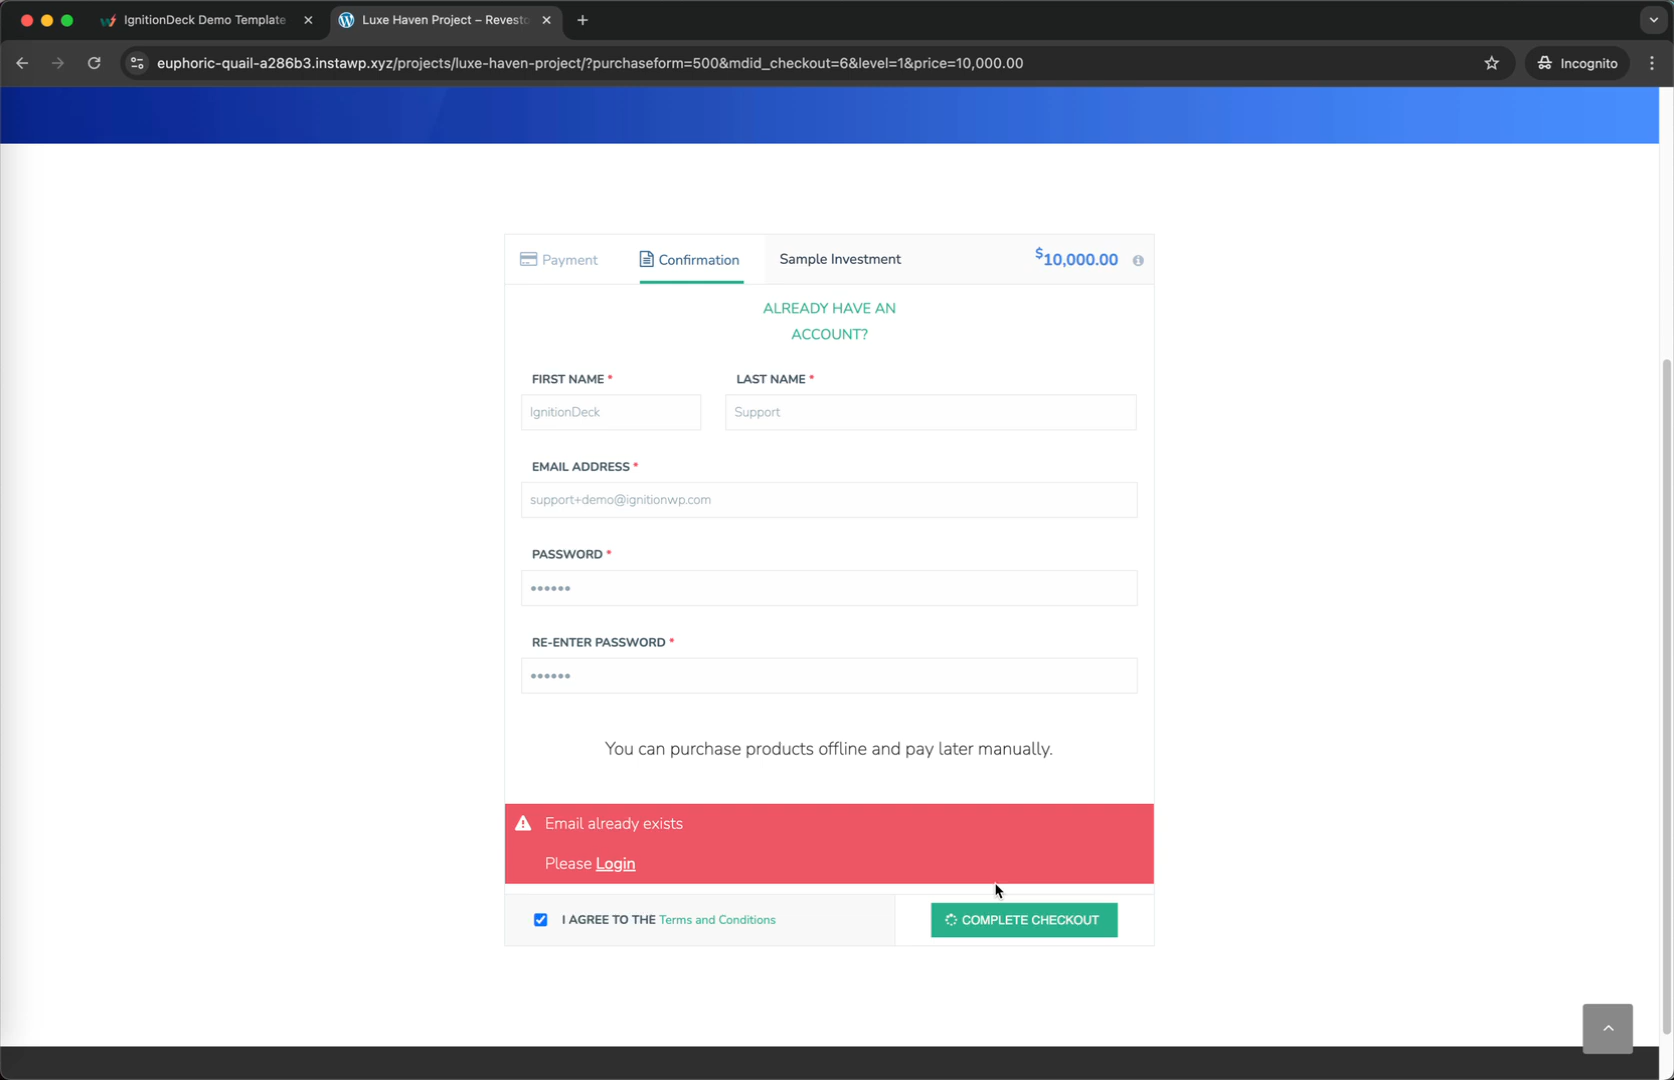 IgnitionDeck Demo Template
Luxe Haven Project – Revesto
euphoric-quail-a286b3.instawp.xyz/projects/luxe-haven-project/?purchaseform=500&mdid_checkout=6&level=1&price=10,000.00
Incognito
Payment
Confirmation
Sample Investment
$10,000.00
ALREADY HAVE AN
ACCOUNT?
FIRST NAME *
LAST NAME *
IgnitionDeck
Support
EMAIL ADDRESS *
support+demo@ignitionwp.com
PASSWORD *
••••••
RE-ENTER PASSWORD *
••••••
You can purchase products offline and pay later manually.
Email already exists
Please Login
I AGREE TO THE Terms and Conditions
COMPLETE CHECKOUT